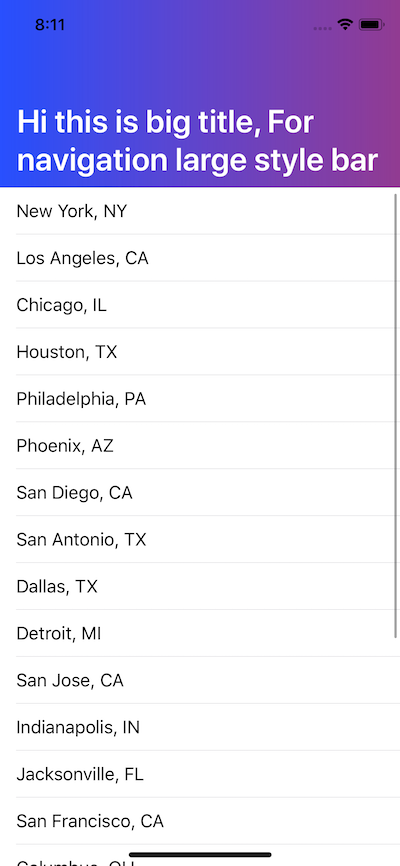 8:11
Hi this is big title, For
navigation large style bar
New York, NY
Los Angeles, CA
Chicago, IL
Houston, TX
Philadelphia, PA
Phoenix, AZ
San Diego, CA
San Antonio, TX
Dallas, TX
Detroit, MI
San Jose, CA
Indianapolis, IN
Jacksonville, FL
San Francisco, CA
Columbus, OH